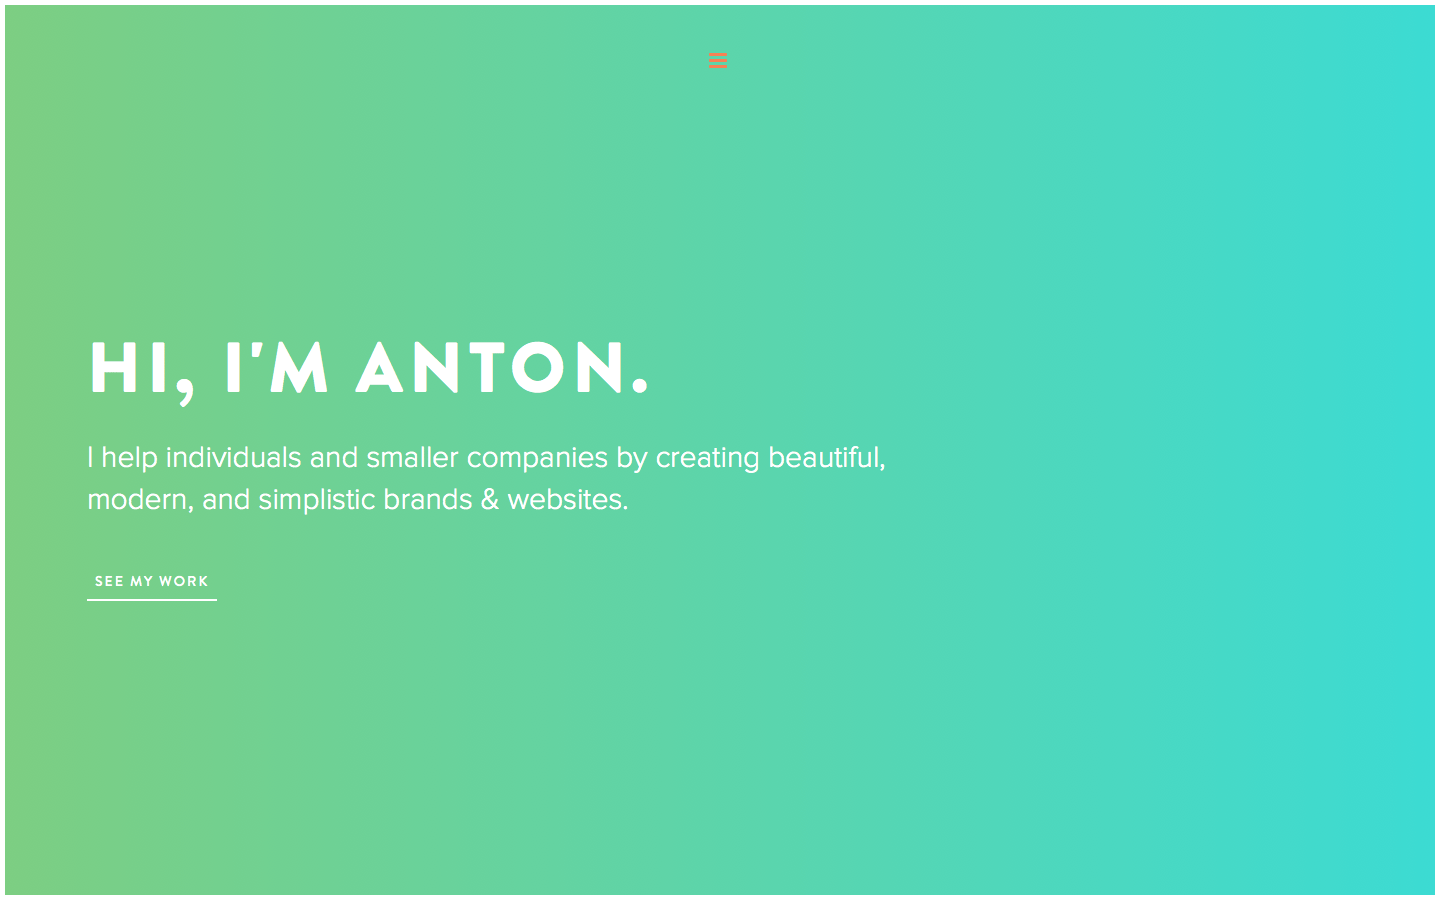 HI, I'M ANTON.
I help individuals and smaller companies by creating beautiful,
modern, and simplistic brands & websites.
SEE MY WORK